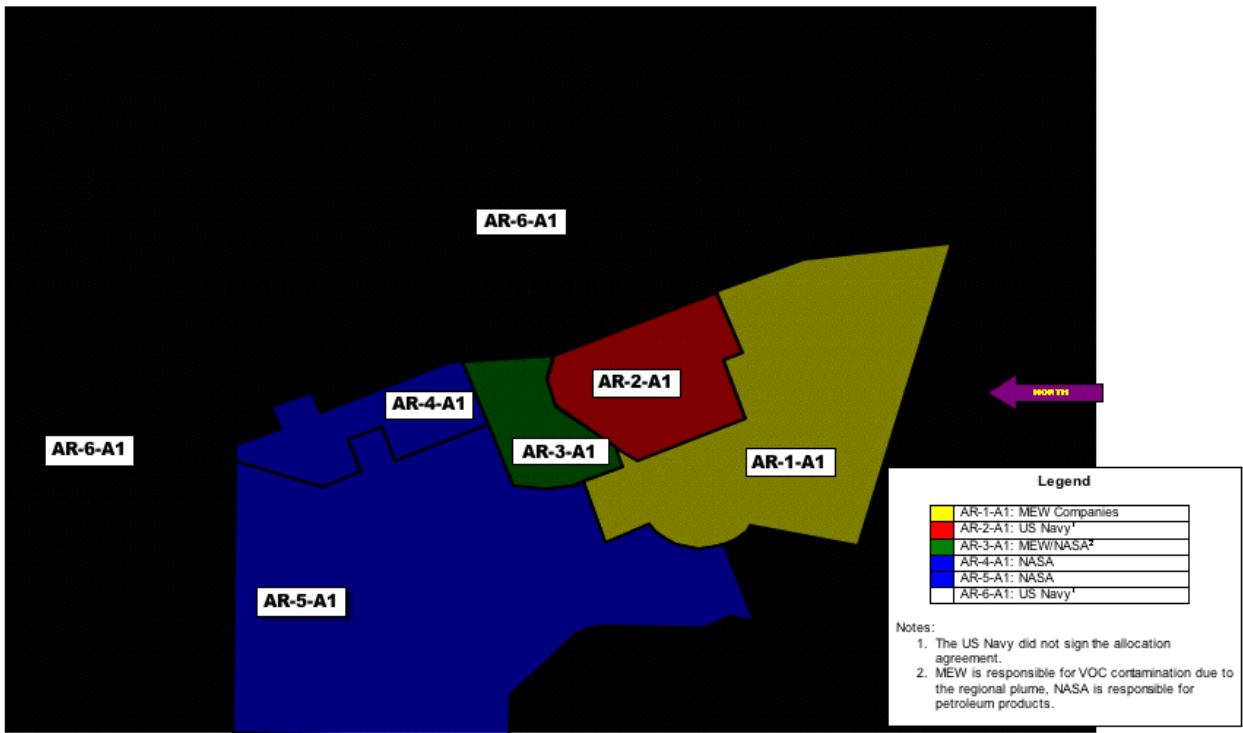 AR-6-A1
AR-2-A1
AR-4-A1
AR-6-A1
AR-3-A1
AR-1-A1
AR-5-A1
NORTH
Legend
AR-1-A1: MEW Companies
AR-2-A1: US Navy¹
AR-3-A1: MEW/NASA²
AR-4-A1: NASA
AR-5-A1: NASA
AR-6-A1: US Navy¹
Notes:
1. The US Navy did not sign the allocation
agreement.
2. MEW is responsible for VOC contamination due to
the regional plume, NASA is responsible for
petroleum products.